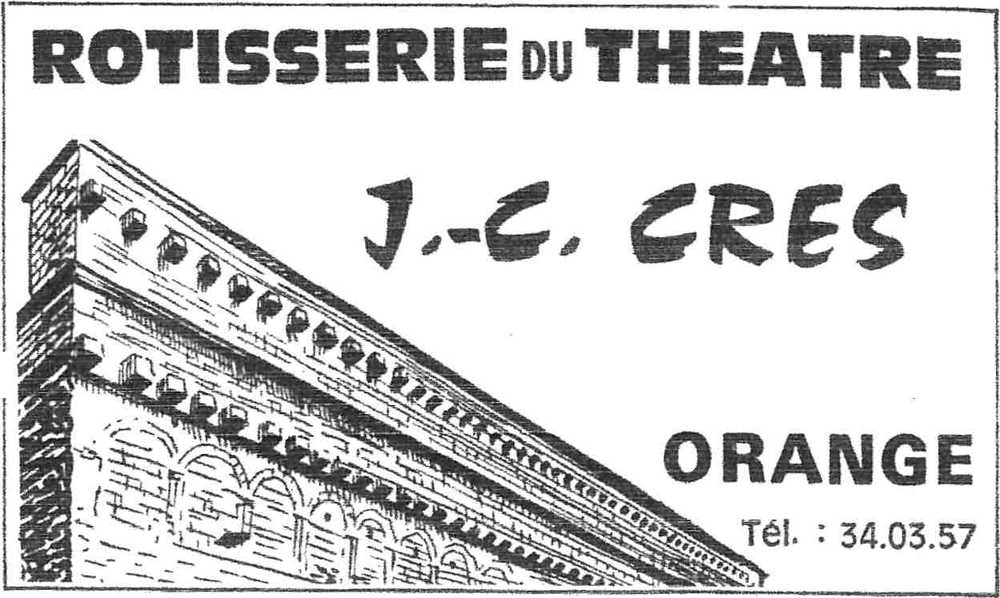 ROTISSERIE DU THEATRE
J.-C. CRES
ORANGE
Tél. : 34.03.57